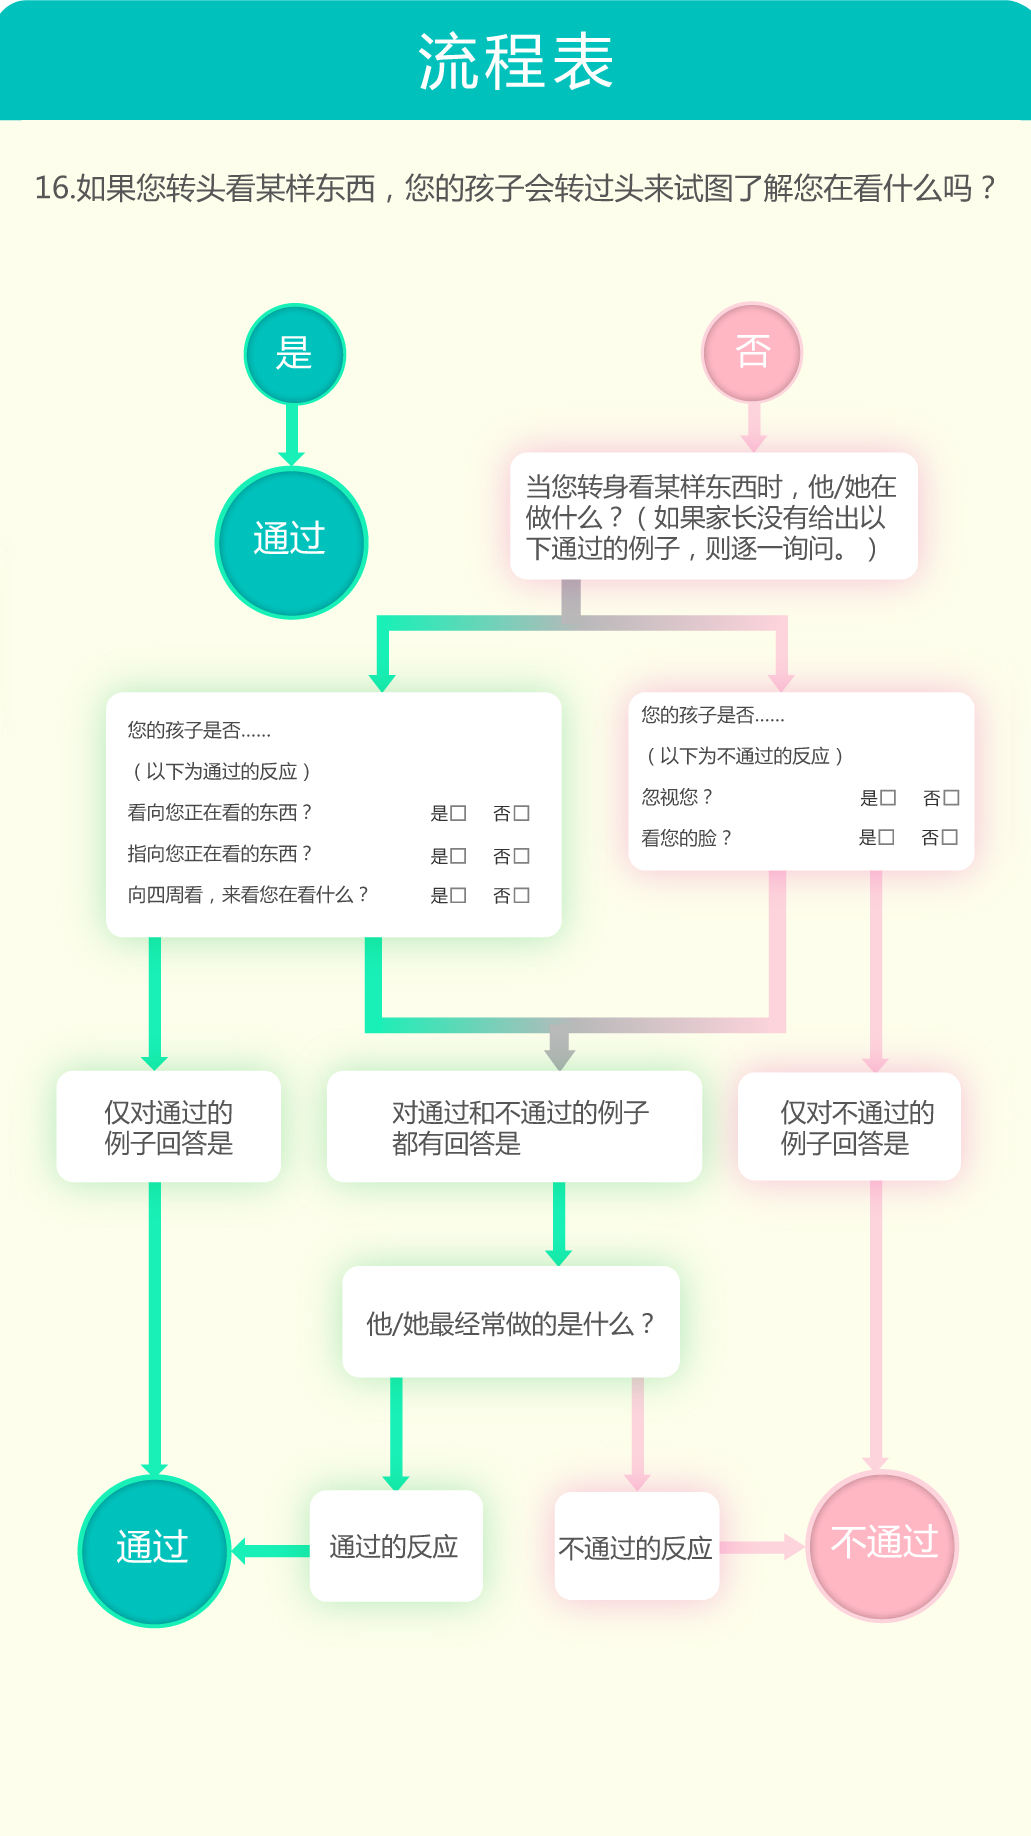 流程表
16.如果您转头看某样东西，您的孩子会转过头来试图了解您在看什么吗？
是
否
通过
当您转身看某样东西时，他/她在
做什么？（如果家长没有给出以
下通过的例子，则逐一询问。）
您的孩子是否......
（以下为通过的反应）
看向您正在看的东西？ 是□ 否□
指向您正在看的东西？ 是□ 否□
向四周看，来看您在看什么？ 是□ 否□
您的孩子是否......
（以下为不通过的反应）
忽视您？ 是□ 否□
看您的脸？ 是□ 否□
仅对通过的
例子回答是
对通过和不通过的例子
都有回答是
仅对不通过的
例子回答是
他/她最经常做的是什么？
通过
通过的反应
不通过的反应
不通过